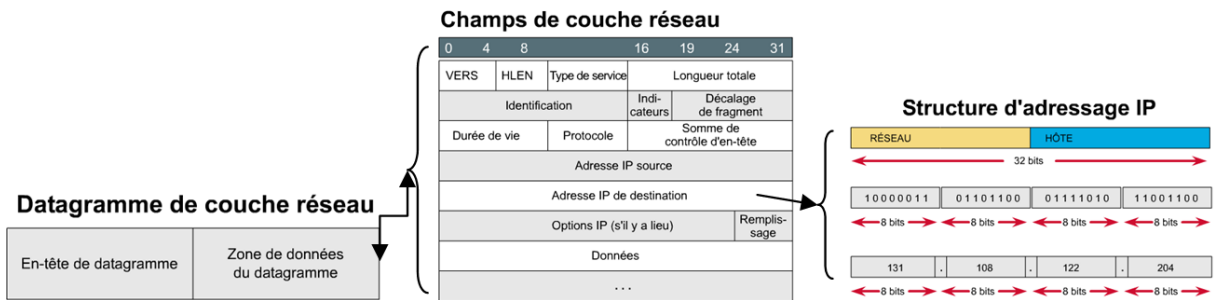 Datagramme de couche réseau
En-tête de datagramme
Zone de données
du datagramme
Champs de couche réseau
0 4 8 16 19 24 31
VERS HLEN Type de service Longueur totale
Identification
Indi-
cateurs
Décalage
de fragment
Durée de vie
Protocole
Somme de
contrôle d'en-tête
Adresse IP source
Adresse IP de destination
Options IP (s'il y a lieu)
Remplis-
sage
Données
...
Structure d'adressage IP
RÉSEAU HÔTE
32 bits
10000011 01101100 01111010 11001100
8 bits 8 bits 8 bits 8 bits
131 . 108 . 122 . 204
8 bits 8 bits 8 bits 8 bits